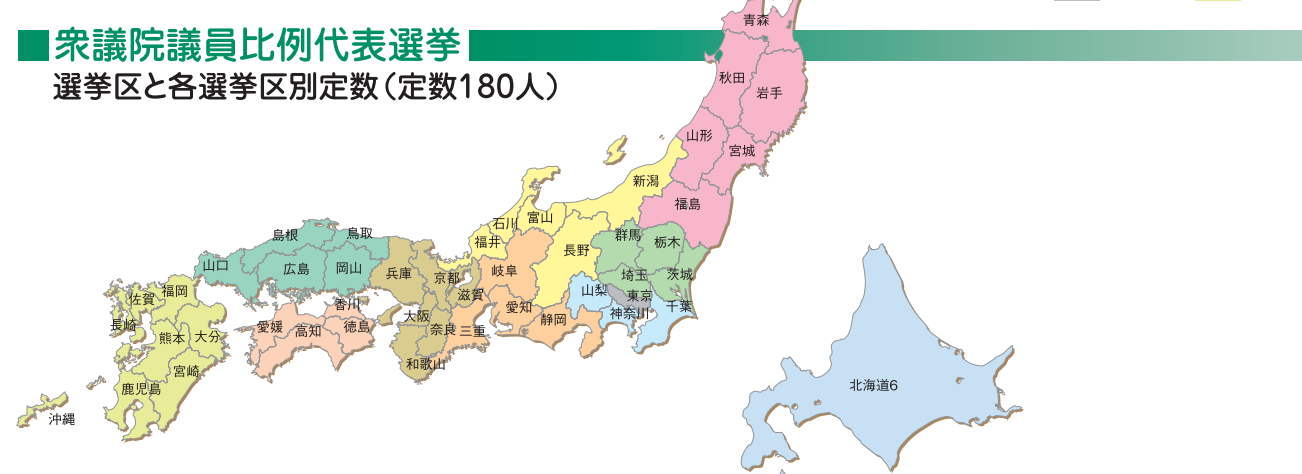 衆議院議員比例代表選挙
選挙区と各選挙区別定数（定数180人）
青森
秋田
岩手
山形
宮城
新潟
福島
石川
富山
群馬
栃木
島根
鳥取
福井
長野
山口
広島
岡山
兵庫
京都
岐阜
埼玉
茨城
佐賀
福岡
滋賀
山梨
東京
香川
愛知
千葉
長崎
大阪
静岡
神奈川
愛媛
高知
徳島
奈良
三重
熊本
大分
和歌山
宮崎
鹿児島
北海道6
沖縄